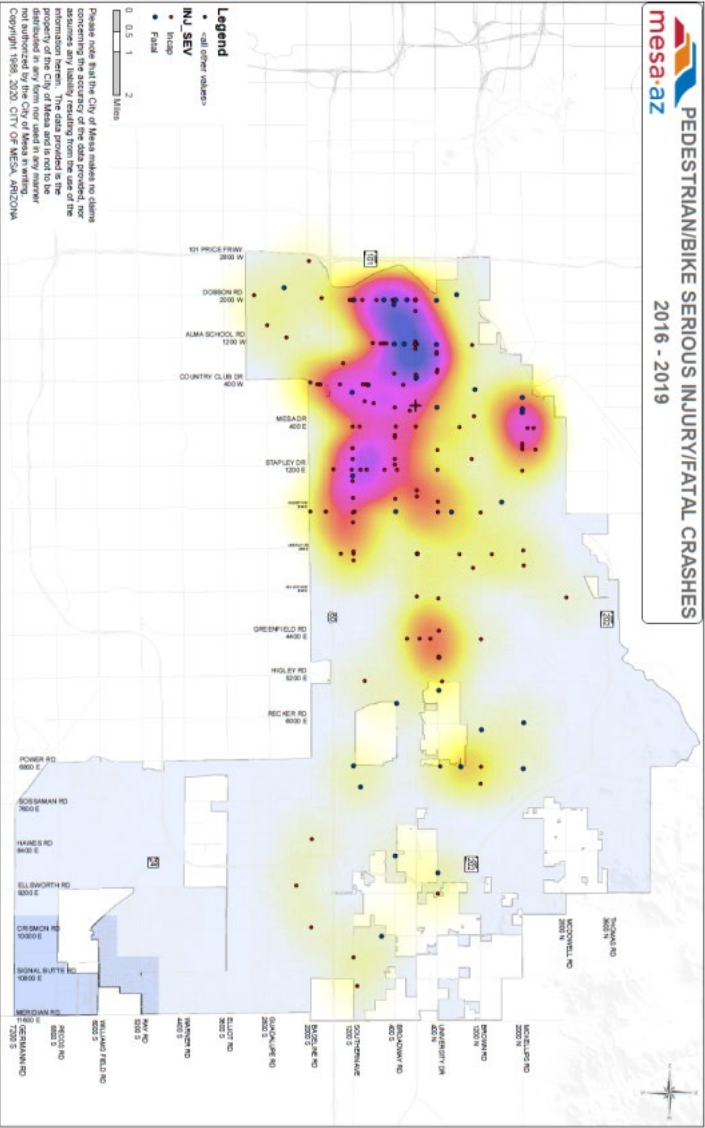 mesa·az
PEDESTRIAN/BIKE SERIOUS INJURY/FATAL CRASHES
2016 - 2019
Legend
<all other values>
INJ_SEV
Incap
Fatal
0 0.5 1 2
Miles
Please note that the City of Mesa makes no claims
concerning the accuracy of the data provided, nor
assumes any liability resulting from the use of the
information herein. The data provided is the
property of the City of Mesa and is not to be
distributed in any form nor used in any manner
not authorized by the City of Mesa in writing.
Copyright 1988, 2020. CITY OF MESA, ARIZONA
101 PRICE FRWY
2800 W
DOBSON RD
2000 W
ALMA SCHOOL RD
1200 W
COUNTRY CLUB DR
400 W
MESA DR
400 E
STAPLEY DR
1200 E
GREENFIELD RD
4400 E
HIGLEY RD
5200 E
RECKER RD
6000 E
POWER RD
6800 E
SOSSAMAN RD
7600 E
HAWES RD
8400 E
ELLSWORTH RD
9200 E
CRISMON RD
10000 E
SIGNAL BUTTE RD
10800 E
MERIDIAN RD
11600 E
THOMAS RD
3600 N
MCDOWELL RD
2800 N
MCKELLIPS RD
2000 N
BROWN RD
1200 N
UNIVERSITY DR
400 N
BROADWAY RD
400 S
SOUTHERN AVE
1200 S
BASELINE RD
2000 S
GUADALUPE RD
2800 S
ELLIOT RD
3600 S
WARNER RD
4400 S
RAY RD
5200 S
WILLIAMS FIELD RD
6000 S
PECOS RD
6600 S
GERMANN RD
7200 S
101
202
60
202
24